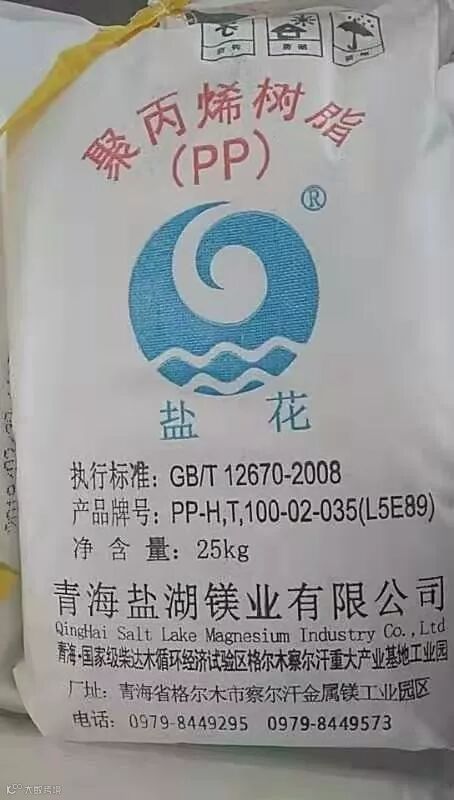 聚丙烯树脂
(PP)
®
盐 花
执行标准: GB/T 12670-2008
产品牌号: PP-H,T,100-02-035(L5E89)
净 含 量: 25kg
青海盐湖镁业有限公司
QingHai Salt Lake Magnesium Industry Co.,Ltd
青海·国家级柴达木循环经济试验区格尔木察尔汗重大产业基地工业园
厂址: 青海省格尔木市察尔汗金属镁工业园区
电话: 0979-8449295 0979-8449573
大数跨境